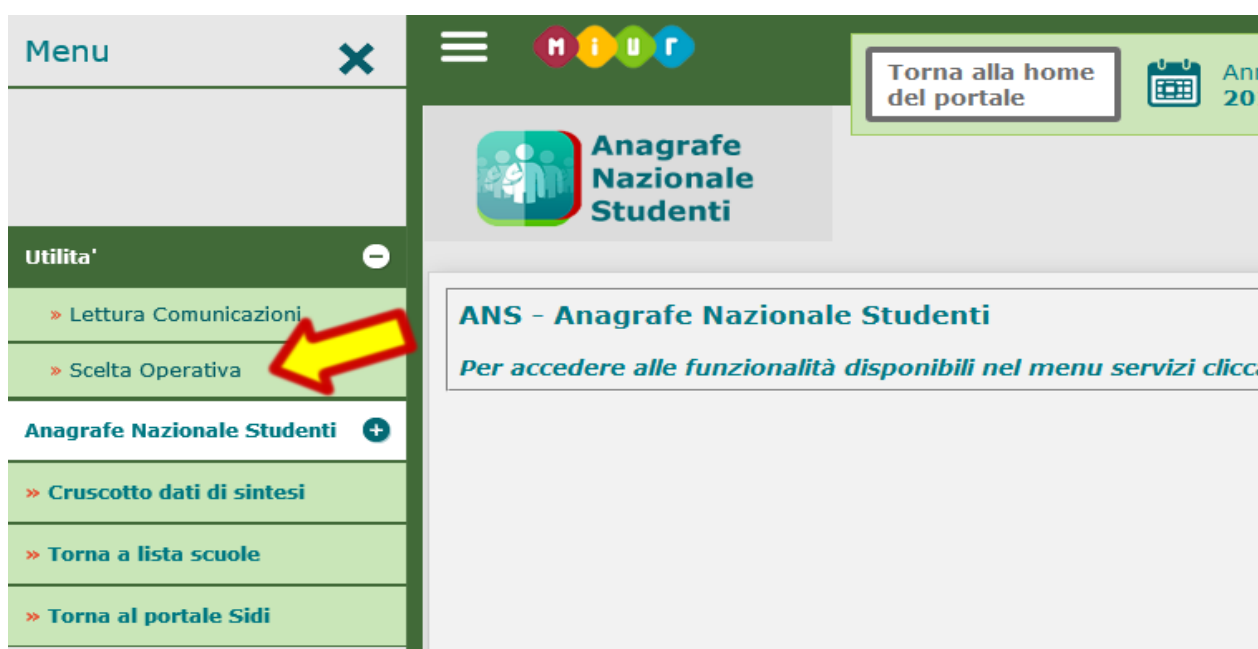 Menu
miur
Torna alla home
del portale
20
Anagrafe
Nazionale
Studenti
Utilita'
» Lettura Comunicazioni
» Scelta Operativa
Anagrafe Nazionale Studenti
» Cruscotto dati di sintesi
» Torna a lista scuole
» Torna al portale Sidi
ANS - Anagrafe Nazionale Studenti
Per accedere alle funzionalità disponibili nel menu servizi